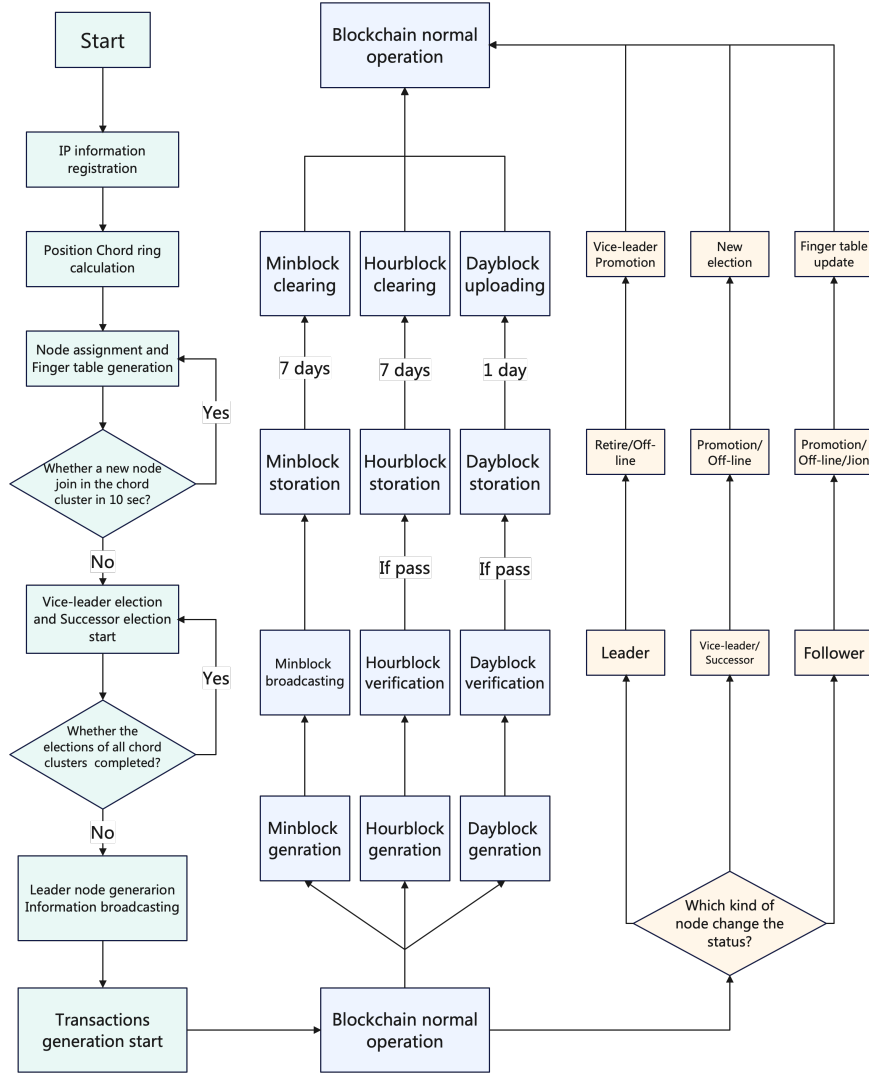 Start
IP information
registration
Position Chord ring
calculation
Node assignment and
Finger table generation
Yes
Whether a new node
join in the chord
cluster in 10 sec?
No
Vice-leader election
and Successor election
start
Yes
Whether the
elections of all chord
clusters completed?
No
Leader node generarion
Information broadcasting
Transactions
generation start
Blockchain normal
operation
Minblock
clearing
Hourblock
clearing
Dayblock
uploading
7 days
7 days
1 day
Minblock
storation
Hourblock
storation
Dayblock
storation
If pass
If pass
Minblock
broadcasting
Hourblock
verification
Dayblock
verification
Minblock
genration
Hourblock
genration
Dayblock
genration
Blockchain normal
operation
Vice-leader
Promotion
New
election
Finger table
update
Retire/Off-
line
Promotion/
Off-line
Promotion/
Off-line/Jion
Leader
Vice-leader/
Successor
Follower
Which kind of
node change the
status?